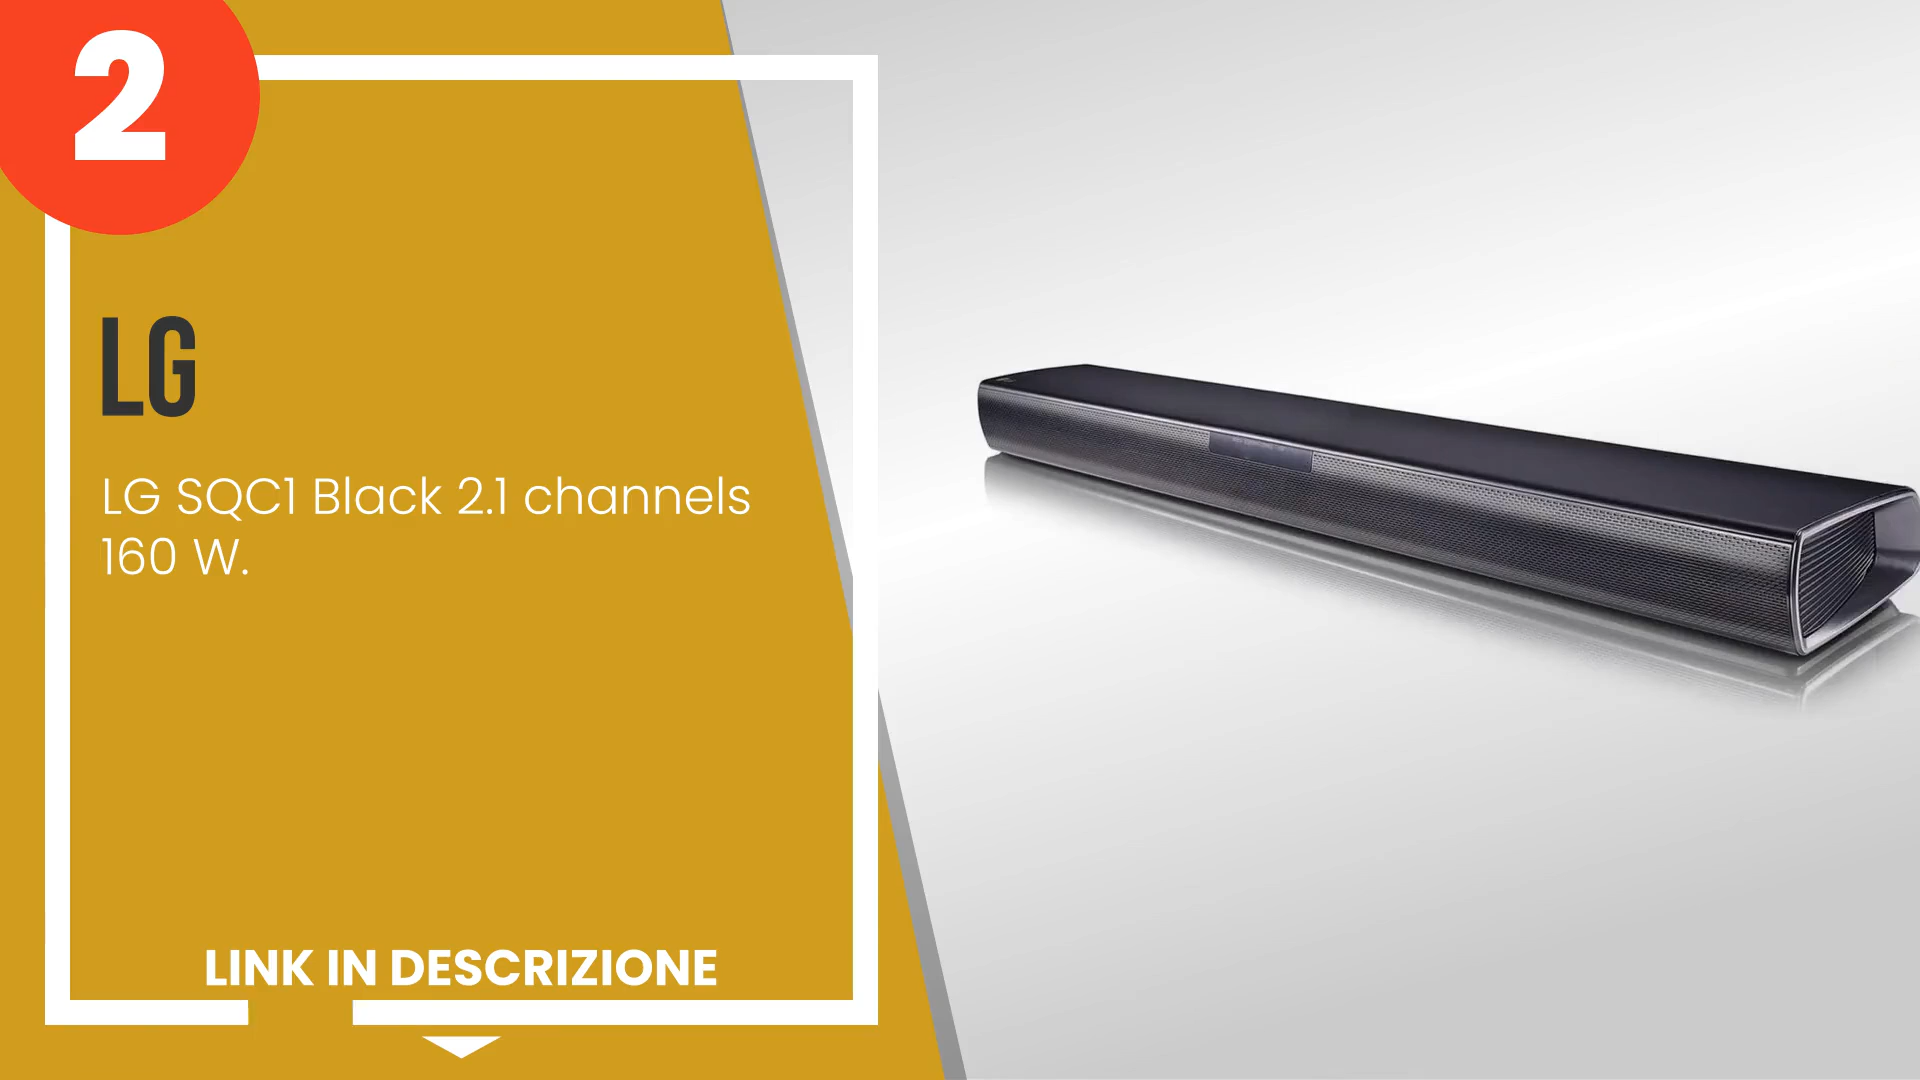 2
LG
LG SQC1 Black 2.1 channels
160 W.
LINK IN DESCRIZIONE